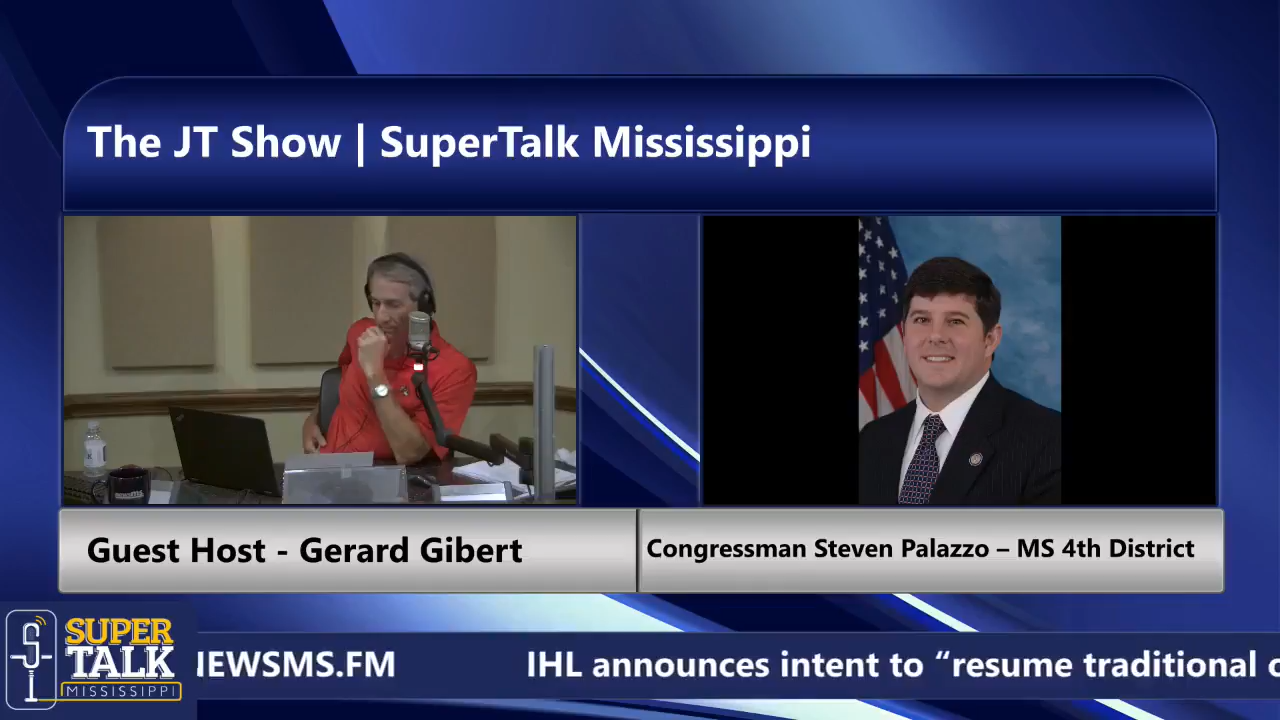 The JT Show | SuperTalk Mississippi
Guest Host - Gerard Gibert
Congressman Steven Palazzo – MS 4th District
SUPER
TALK
MISSISSIPPI
NEWSMS.FM IHL announces intent to “resume traditional